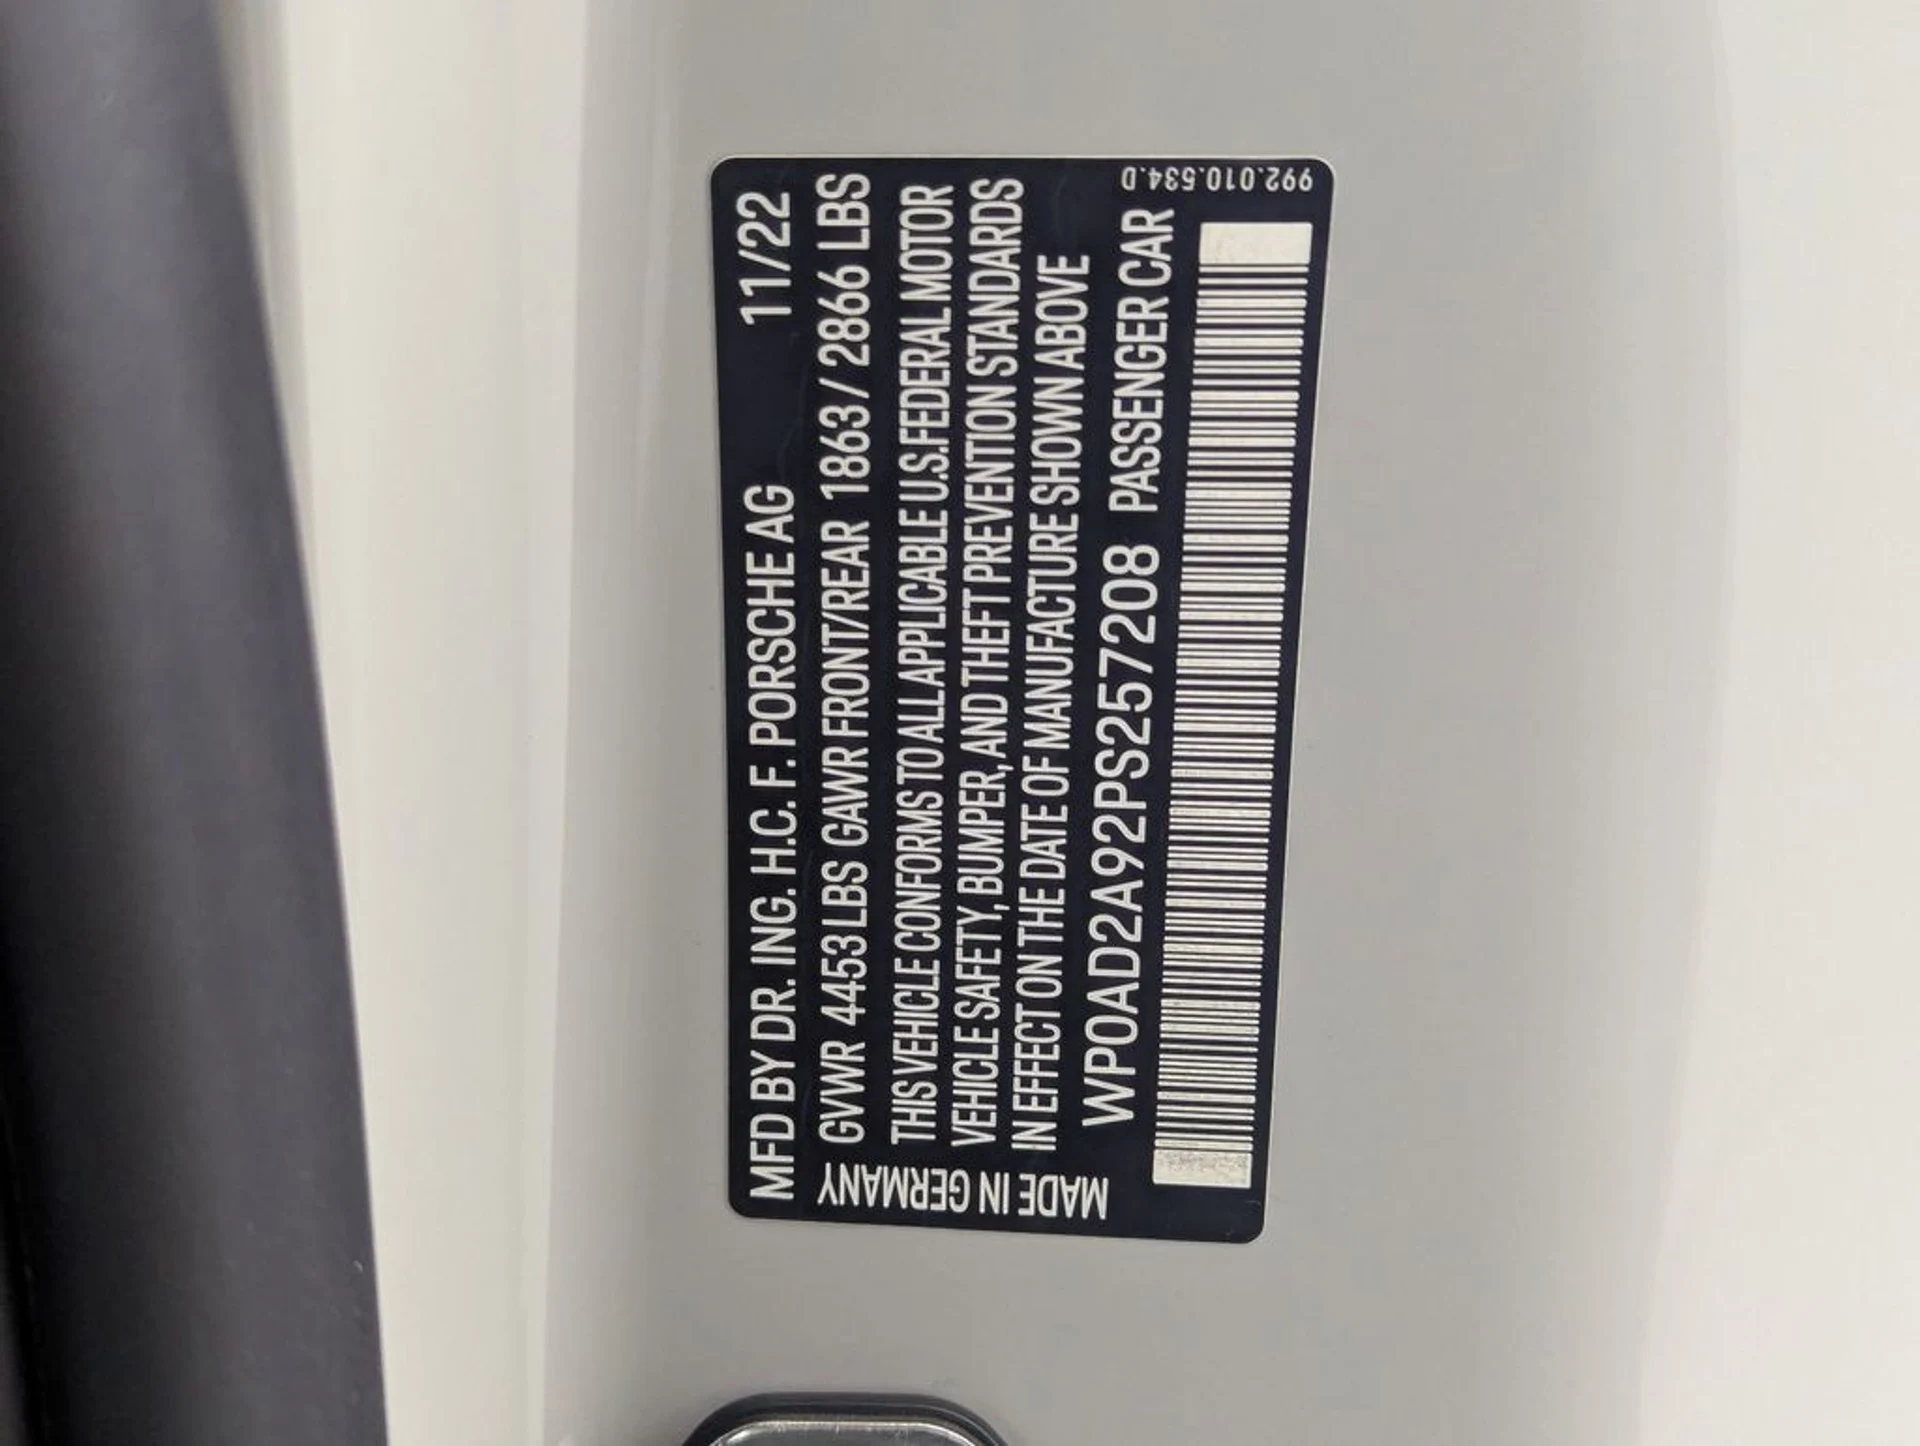 MFD BY DR. ING. H.C. F. PORSCHE AG 11/22
GVWR 4453 LBS GAWR FRONT/REAR 1863 / 2866 LBS
THIS VEHICLE CONFORMS TO ALL APPLICABLE U.S. FEDERAL MOTOR
VEHICLE SAFETY, BUMPER, AND THEFT PREVENTION STANDARDS
IN EFFECT ON THE DATE OF MANUFACTURE SHOWN ABOVE
WP0AD2A92PS257208 PASSENGER CAR
MADE IN GERMANY
992.010.534.D